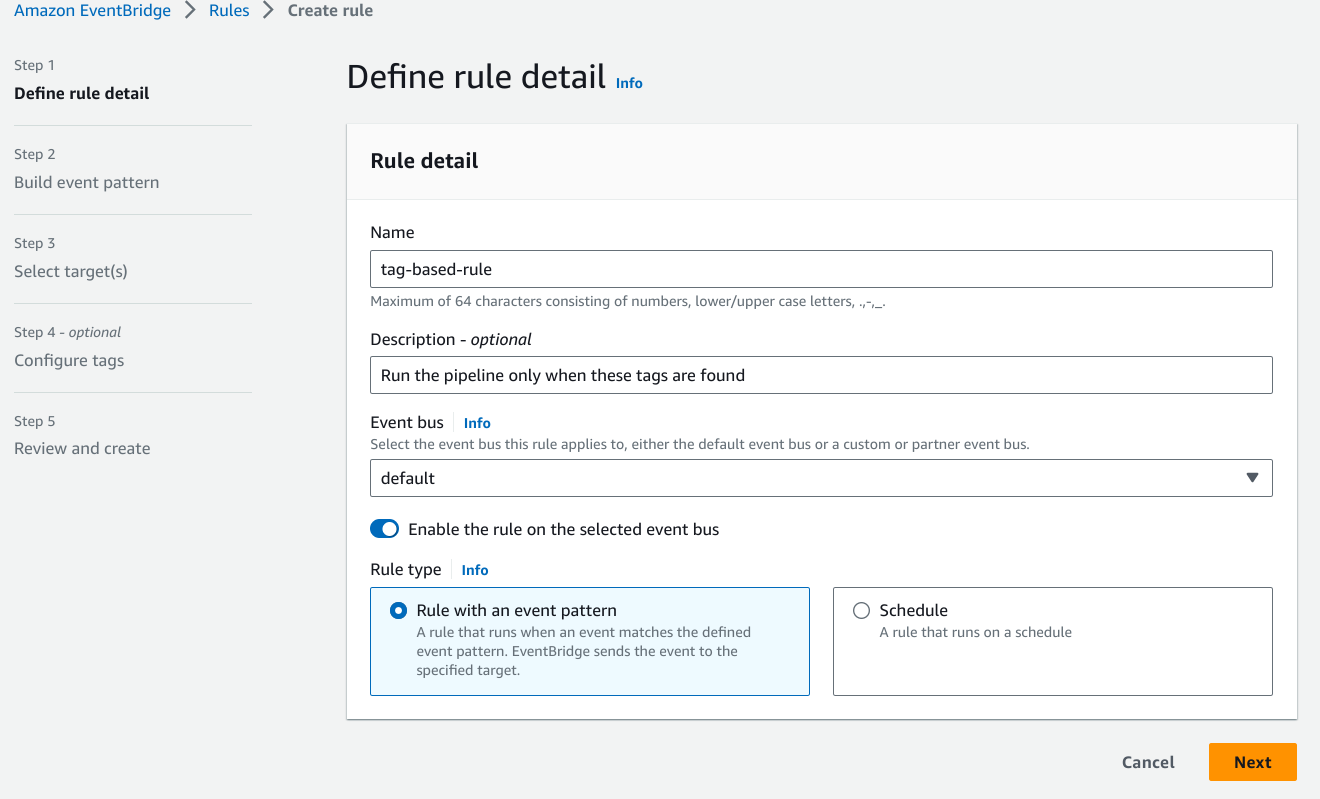 Amazon EventBridge > Rules > Create rule
Step 1
Define rule detail
Step 2
Build event pattern
Step 3
Select target(s)
Step 4 - optional
Configure tags
Step 5
Review and create
Define rule detail Info
Rule detail
Name
tag-based-rule
Maximum of 64 characters consisting of numbers, lower/upper case letters, .,-,_.
Description - optional
Run the pipeline only when these tags are found
Event bus Info
Select the event bus this rule applies to, either the default event bus or a custom or partner event bus.
default
Enable the rule on the selected event bus
Rule type Info
Rule with an event pattern
A rule that runs when an event matches the defined
event pattern. EventBridge sends the event to the
specified target.
Schedule
A rule that runs on a schedule
Cancel Next